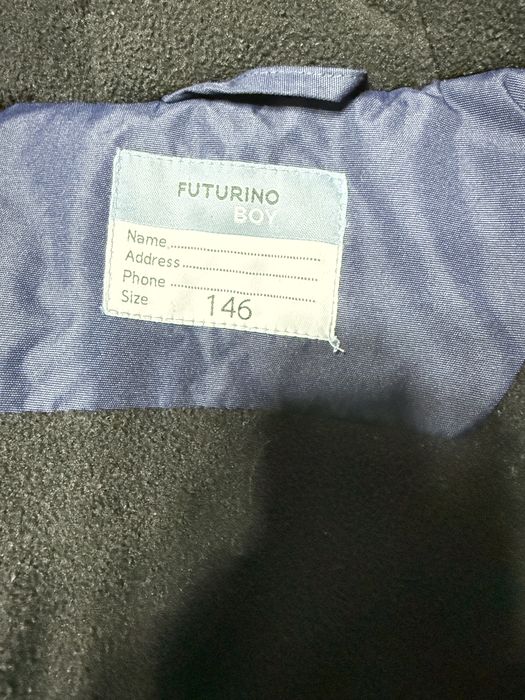 FUTURINO
BOY
Name
Address
Phone
Size 146